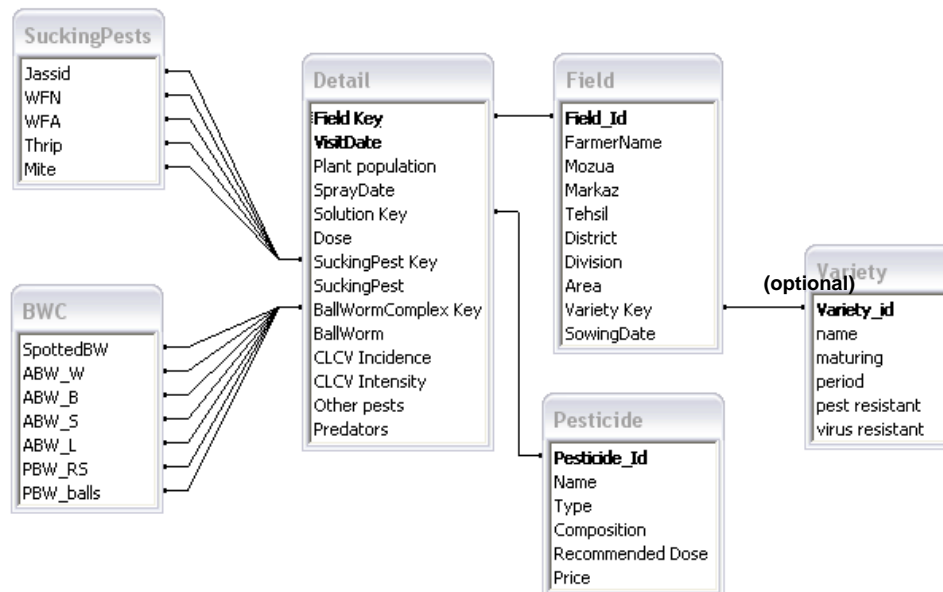 SuckingPests
Jassid
WFN
WFA
Thrip
Mite
BWC
SpottedBW
ABW_W
ABW_B
ABW_S
ABW_L
PBW_RS
PBW_balls
Detail
Field Key
VisitDate
Plant population
SprayDate
Solution Key
Dose
SuckingPest Key
SuckingPest
BallWormComplex Key
BallWorm
CLCV Incidence
CLCV Intensity
Other pests
Predators
Field
Field_Id
FarmerName
Mozua
Markaz
Tehsil
District
Division
Area
Variety Key
SowingDate
Pesticide
Pesticide_Id
Name
Type
Composition
Recommended Dose
Price
(optional)
Variety
Variety_id
name
maturing
period
pest resistant
virus resistant